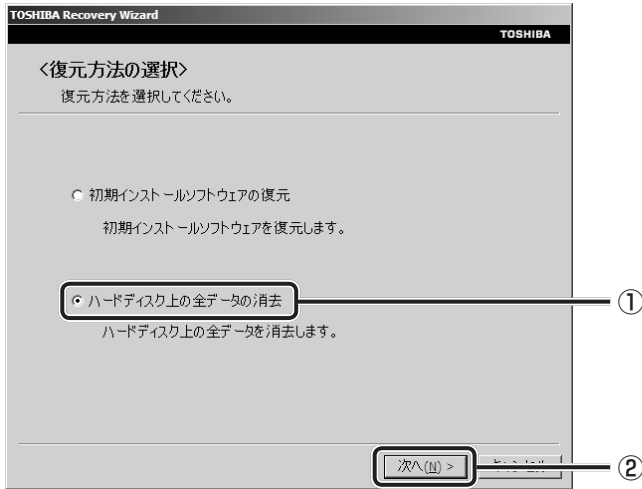 TOSHIBA Recovery Wizard
TOSHIBA
<復元方法の選択>
復元方法を選択してください。
初期インストールソフトウェアの復元
初期インストールソフトウェアを復元します。
ハードディスク上の全データの消去
①
ハードディスク上の全データを消去します。
次へ(N) >
②